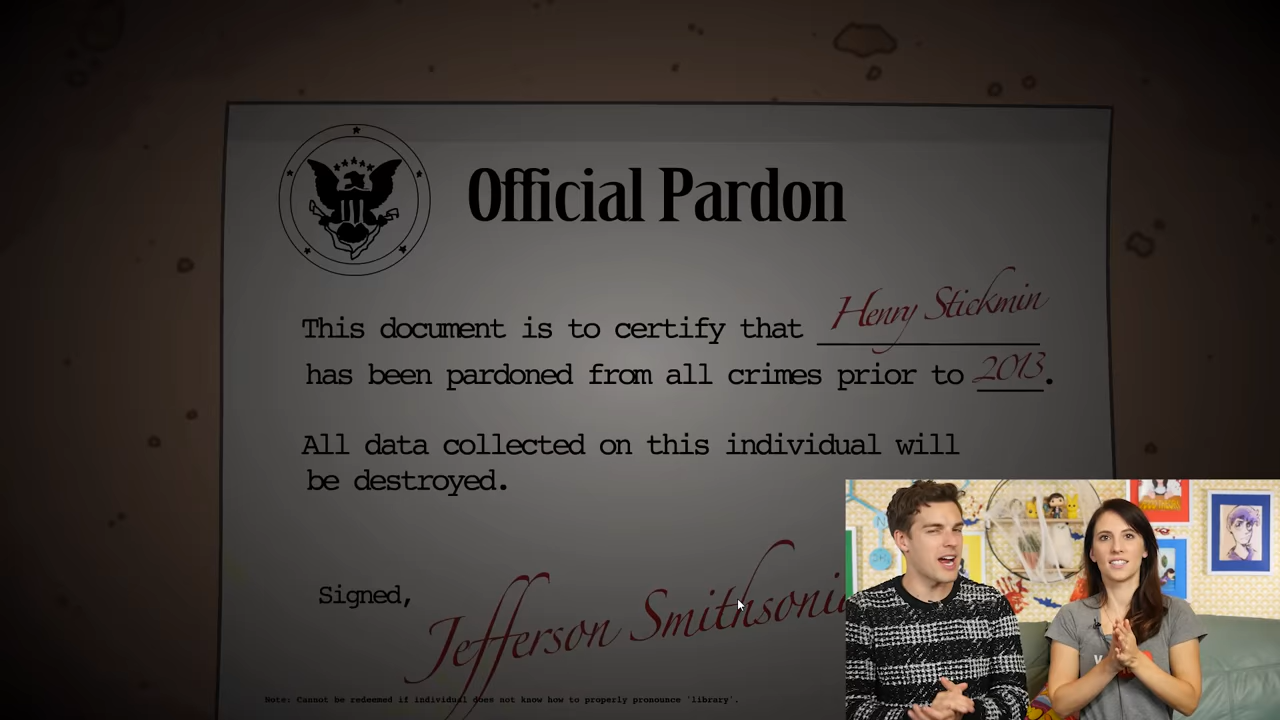 Official Pardon
This document is to certify that Henry Stickmin
has been pardoned from all crimes prior to 2013.
All data collected on this individual will
be destroyed.
Signed,
Jefferson
Note: Cannot be redeemed if individual does not know how to properly pronounce 'library'.